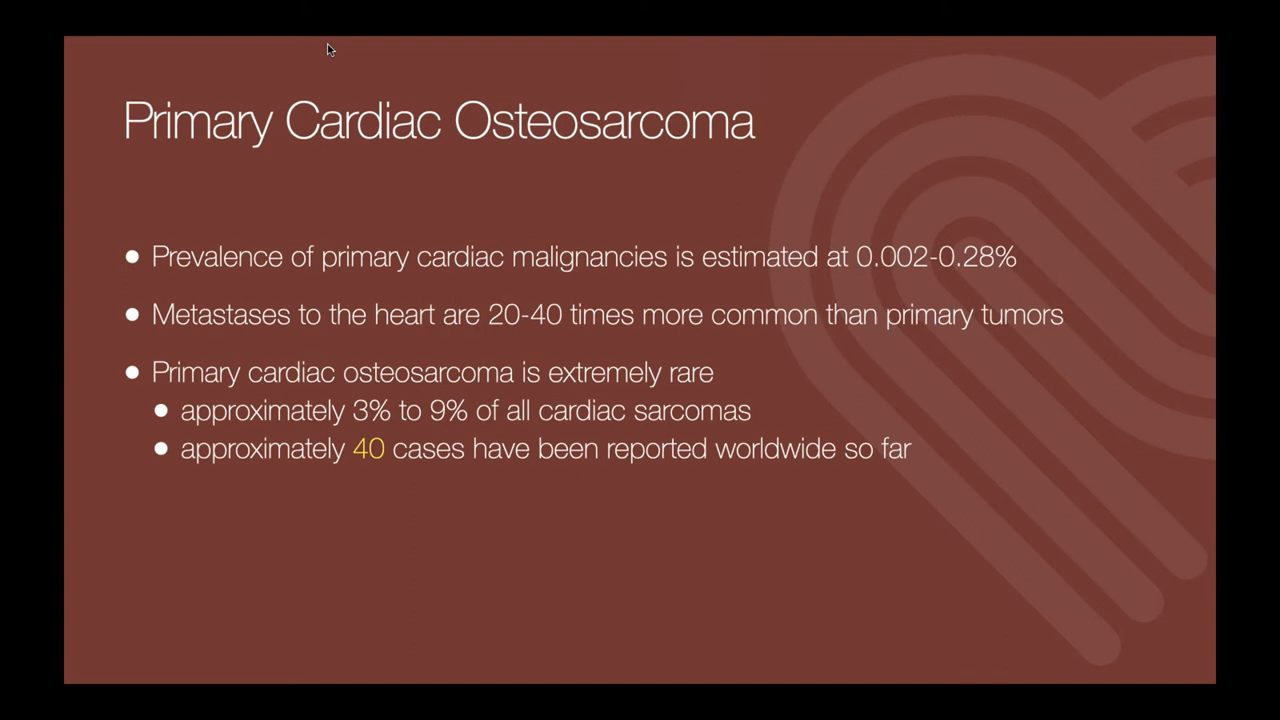 Primary Cardiac Osteosarcoma
● Prevalence of primary cardiac malignancies is estimated at 0.002-0.28%
● Metastases to the heart are 20-40 times more common than primary tumors
● Primary cardiac osteosarcoma is extremely rare
● approximately 3% to 9% of all cardiac sarcomas
● approximately 40 cases have been reported worldwide so far